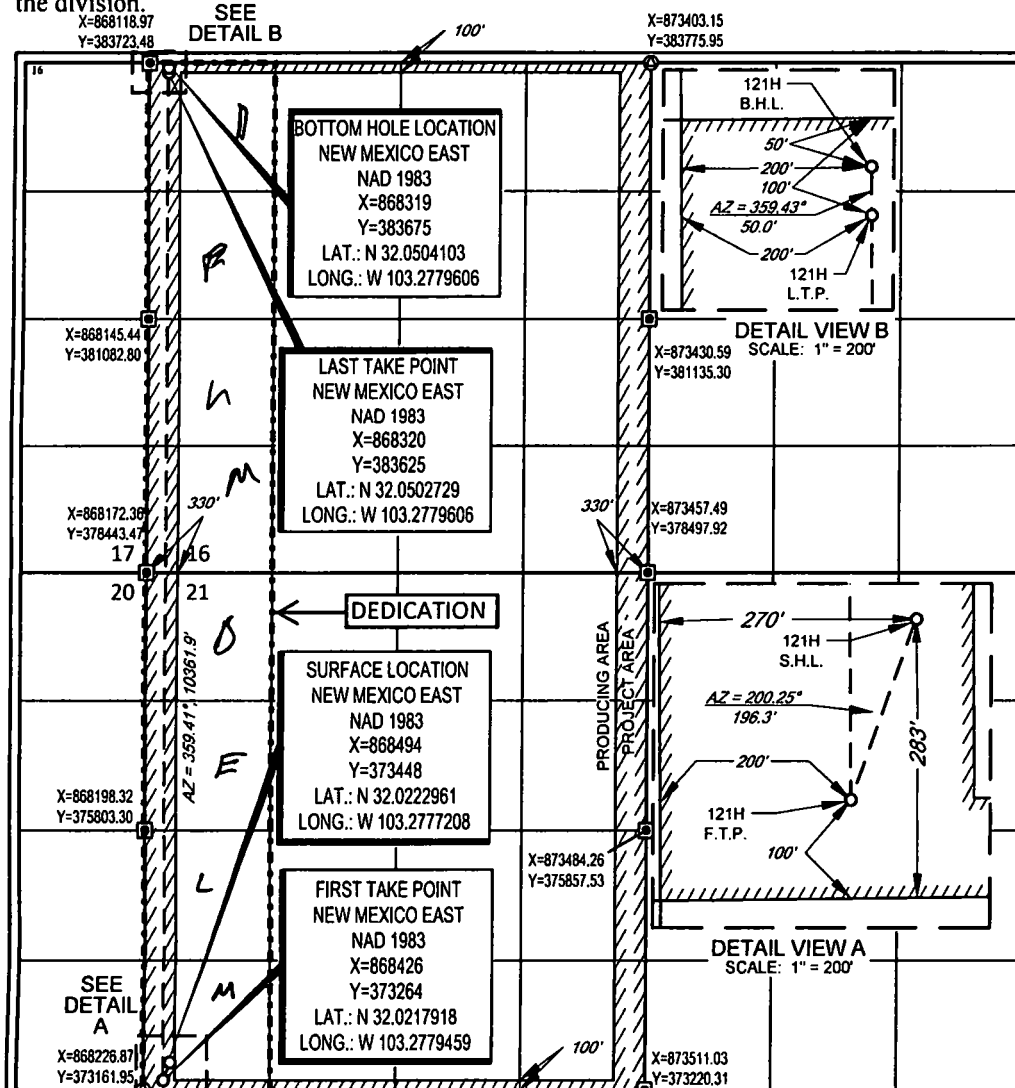 the division.
X=868118.97
Y=383723.48
SEE
DETAIL B
100'
X=873403.15
Y=383775.95
16
D
BOTTOM HOLE LOCATION
NEW MEXICO EAST
NAD 1983
X=868319
Y=383675
LAT.: N 32.0504103
LONG.: W 103.2779606
121H
B.H.L.
50'
200'
100'
AZ = 359.43°
50.0'
200'
121H
L.T.P.
DETAIL VIEW B
SCALE: 1" = 200'
X=868145.44
Y=381082.80
X=873430.59
Y=381135.30
LAST TAKE POINT
NEW MEXICO EAST
NAD 1983
X=868320
Y=383625
LAT.: N 32.0502729
LONG.: W 103.2779606
M
X=868172.36
Y=378443.47
330'
330'
X=873457.49
Y=378497.92
17 16
20 21
DEDICATION
D
E
L
M
AZ = 359.41°, 10361.9'
SURFACE LOCATION
NEW MEXICO EAST
NAD 1983
X=868494
Y=373448
LAT.: N 32.0222961
LONG.: W 103.2777208
PRODUCING AREA
PROJECT AREA
270'
121H
S.H.L.
AZ = 200.25°
196.3'
283'
200'
121H
F.T.P.
100'
DETAIL VIEW A
SCALE: 1" = 200'
X=868198.32
Y=375803.30
X=873484.26
Y=375857.53
FIRST TAKE POINT
NEW MEXICO EAST
NAD 1983
X=868426
Y=373264
LAT.: N 32.0217918
LONG.: W 103.2779459
SEE
DETAIL
A
X=868226.87
Y=373161.95
100'
X=873511.03
Y=373220.31